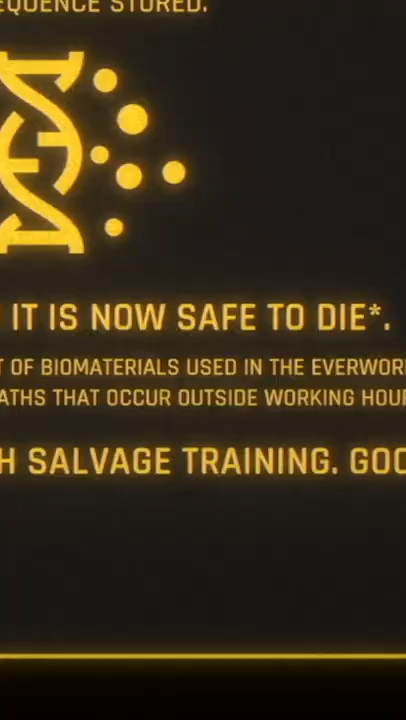 EQUENCE STORED.
IT IS NOW SAFE TO DIE*.
T OF BIOMATERIALS USED IN THE EVERWOR
ATHS THAT OCCUR OUTSIDE WORKING HOUR
H SALVAGE TRAINING. GOO